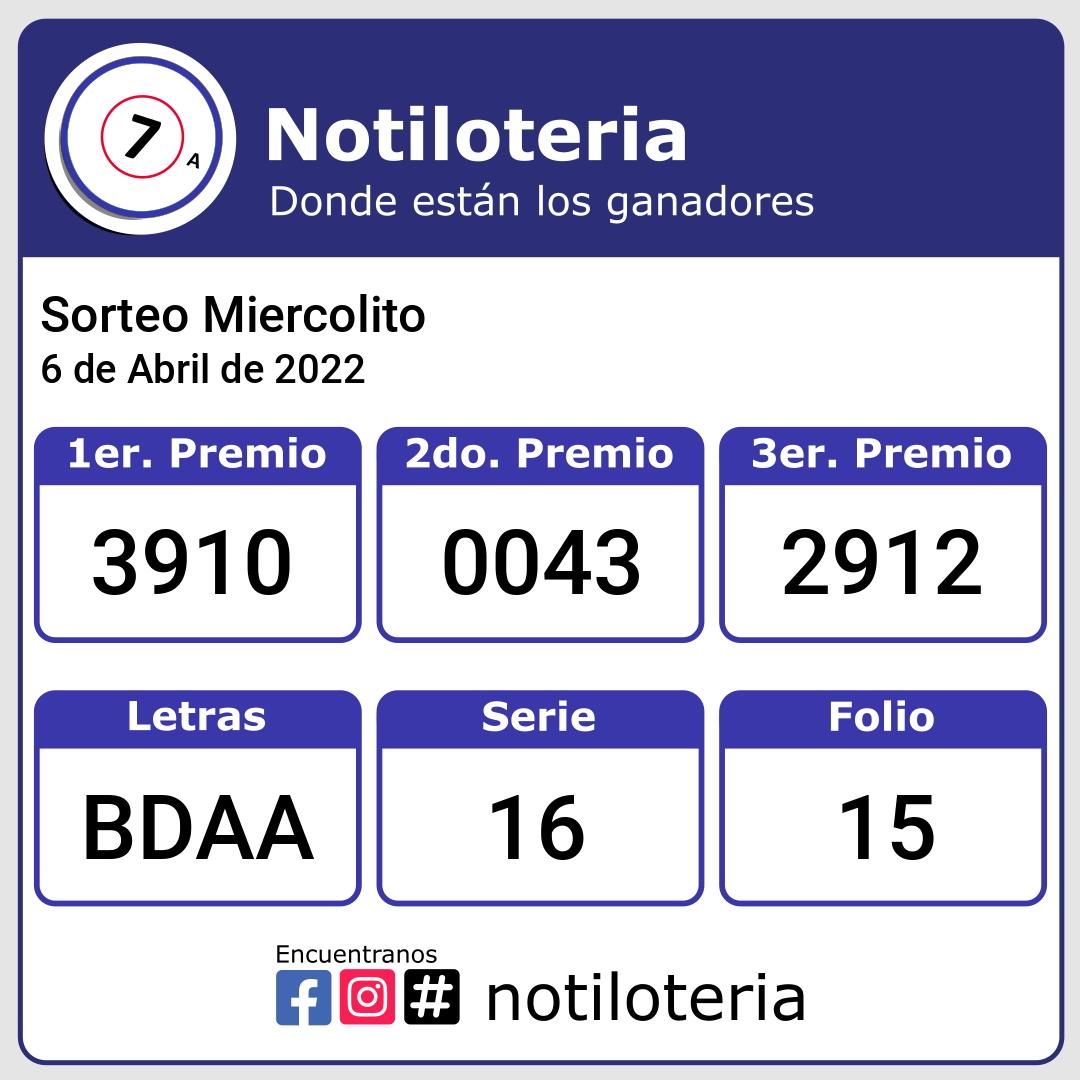 7
A
Notiloteria
Donde están los ganadores
Sorteo Miercolito
6 de Abril de 2022
1er. Premio 2do. Premio 3er. Premio
3910 0043 2912
Letras Serie Folio
BDAA 16 15
Encuentranos
# notiloteria